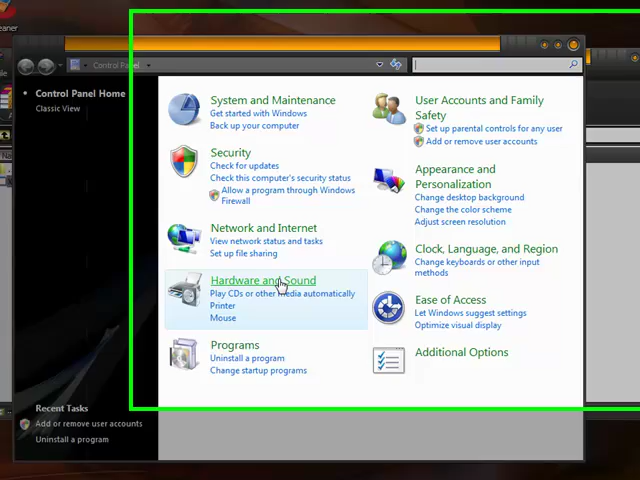 eaner
Control Panel
Control Panel Home
Classic View
System and Maintenance
Get started with Windows
Back up your computer
Security
Check for updates
Check this computer's security status
Allow a program through Windows
Firewall
Network and Internet
View network status and tasks
Set up file sharing
Hardware and Sound
Play CDs or other media automatically
Printer
Mouse
Programs
Uninstall a program
Change startup programs
User Accounts and Family
Safety
Set up parental controls for any user
Add or remove user accounts
Appearance and
Personalization
Change desktop background
Change the color scheme
Adjust screen resolution
Clock, Language, and Region
Change keyboards or other input
methods
Ease of Access
Let Windows suggest settings
Optimize visual display
Additional Options
Recent Tasks
Add or remove user accounts
Uninstall a program